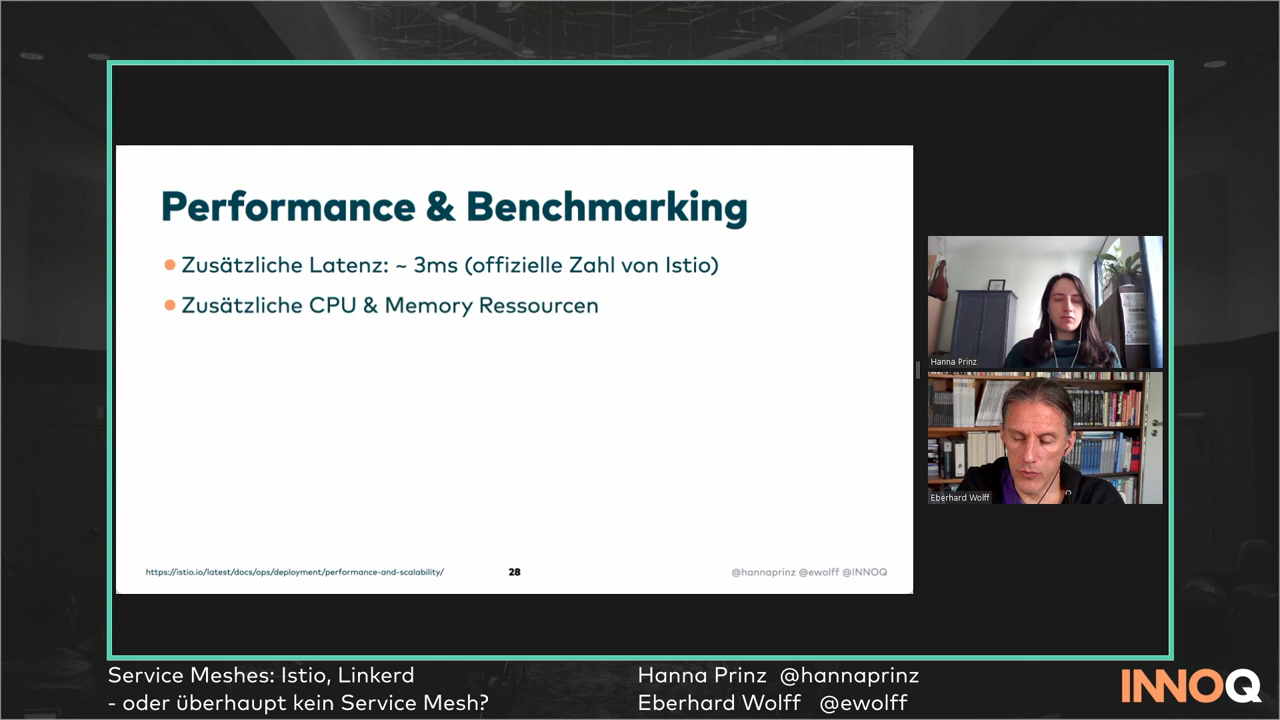 Performance & Benchmarking
Zusätzliche Latenz: ~ 3ms (offizielle Zahl von Istio)
Zusätzliche CPU & Memory Ressourcen
https://istio.io/latest/docs/ops/deployment/performance-and-scalability/
28
@hannaprinz @ewolff @INNOQ
Hanna Prinz
Eberhard Wolff
Service Meshes: Istio, Linkerd
- oder überhaupt kein Service Mesh?
Hanna Prinz @hannaprinz
Eberhard Wolff @ewolff
INNOQ